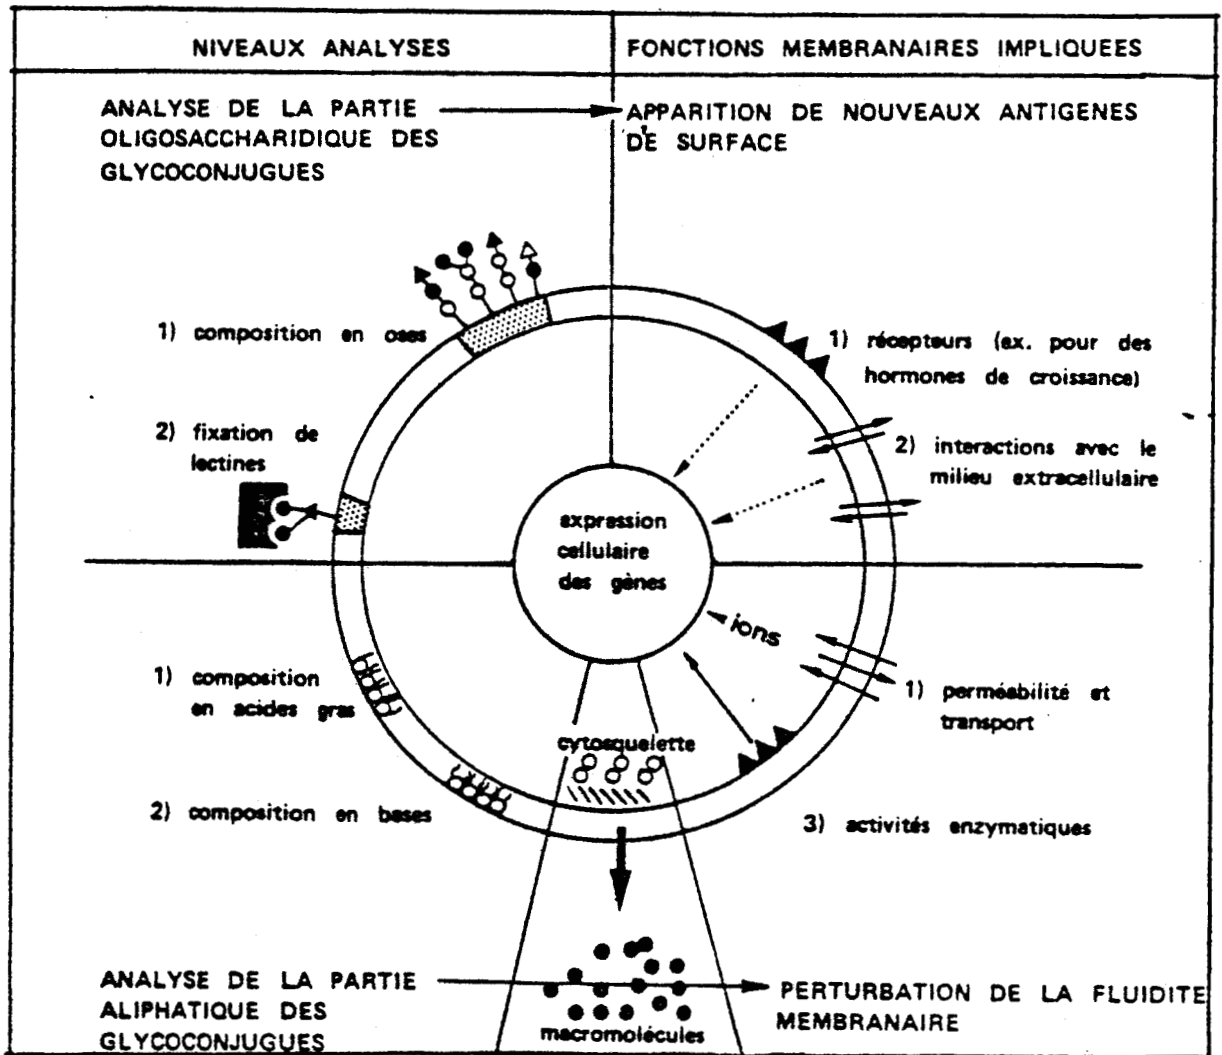 NIVEAUX ANALYSES
FONCTIONS MEMBRANAIRES IMPLIQUEES
ANALYSE DE LA PARTIE
OLIGOSACCHARIDIQUE DES
GLYCOCONJUGUES
APPARITION DE NOUVEAUX ANTIGENES
DE SURFACE
1) composition en oses
2) fixation de
lectines
1) récepteurs (ex. pour des
hormones de croissance)
2) interactions avec le
milieu extracellulaire
expression
cellulaire
des gènes
ions
1) composition
en acides gras
2) composition en bases
cytosquelette
1) perméabilité et
transport
3) activités enzymatiques
ANALYSE DE LA PARTIE
ALIPHATIQUE DES
GLYCOCONJUGUES
macromolécules
PERTURBATION DE LA FLUIDITE
MEMBRANAIRE